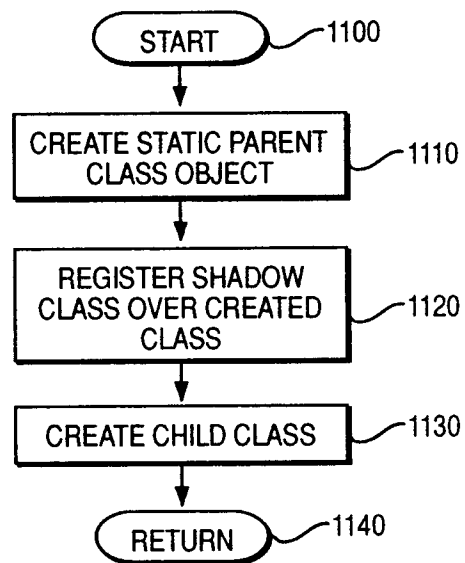 START
1100
CREATE STATIC PARENT
CLASS OBJECT
1110
REGISTER SHADOW
CLASS OVER CREATED
CLASS
1120
CREATE CHILD CLASS
1130
RETURN
1140